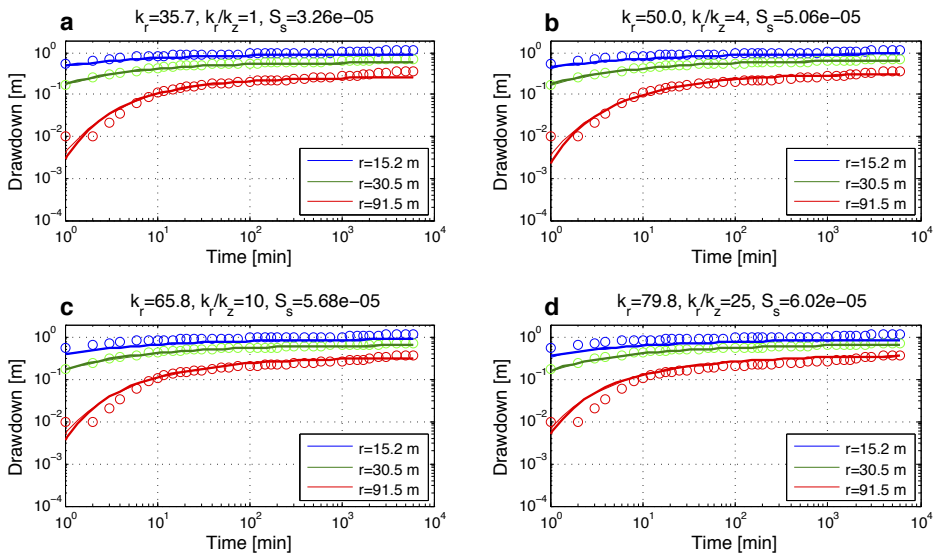 a
k_r=35.7, k_r/k_z=1, S_s=3.26e−05
Drawdown [m]
10^0
10^−1
10^−2
10^−3
10^−4
r=15.2 m
r=30.5 m
r=91.5 m
10^0 10^1 10^2 10^3 10^4
Time [min]
b
k_r=50.0, k_r/k_z=4, S_s=5.06e−05
Drawdown [m]
10^0
10^−1
10^−2
10^−3
10^−4
r=15.2 m
r=30.5 m
r=91.5 m
10^0 10^1 10^2 10^3 10^4
Time [min]
c
k_r=65.8, k_r/k_z=10, S_s=5.68e−05
Drawdown [m]
10^0
10^−1
10^−2
10^−3
10^−4
r=15.2 m
r=30.5 m
r=91.5 m
10^0 10^1 10^2 10^3 10^4
Time [min]
d
k_r=79.8, k_r/k_z=25, S_s=6.02e−05
Drawdown [m]
10^0
10^−1
10^−2
10^−3
10^−4
r=15.2 m
r=30.5 m
r=91.5 m
10^0 10^1 10^2 10^3 10^4
Time [min]